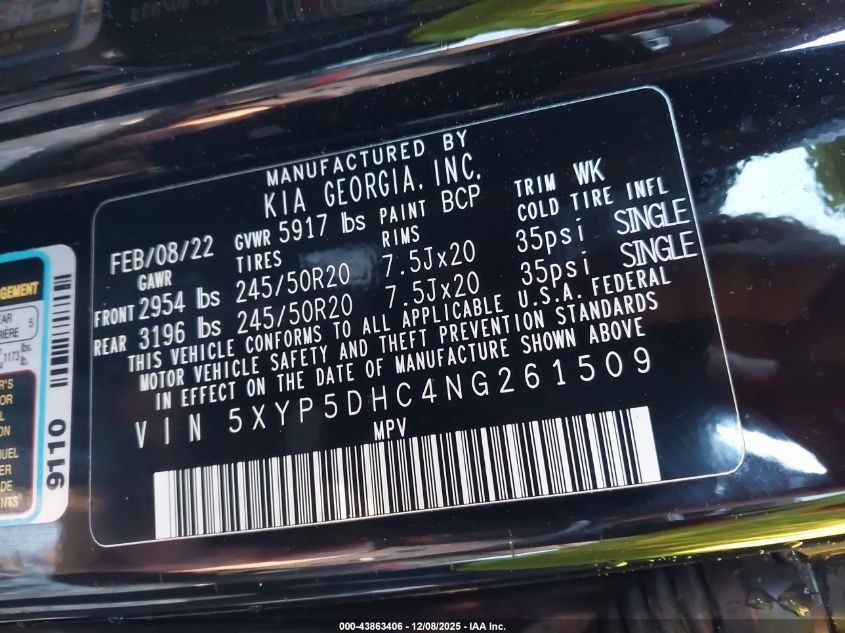 MANUFACTURED BY
KIA GEORGIA, INC.
FEB/08/22 GVWR 5917 lbs PAINT BCP TRIM WK
GAWR TIRES RIMS COLD TIRE INFL
FRONT 2954 lbs 245/50R20 7.5Jx20 35psi SINGLE
REAR 3196 lbs 245/50R20 7.5Jx20 35psi SINGLE
THIS VEHICLE CONFORMS TO ALL APPLICABLE U.S.A. FEDERAL
MOTOR VEHICLE SAFETY AND THEFT PREVENTION STANDARDS
IN EFFECT ON THE DATE OF MANUFACTURE SHOWN ABOVE
VIN 5XYP5DHC4NG261509
MPV
9110
000-43863406 - 12/08/2025 - IAA Inc.